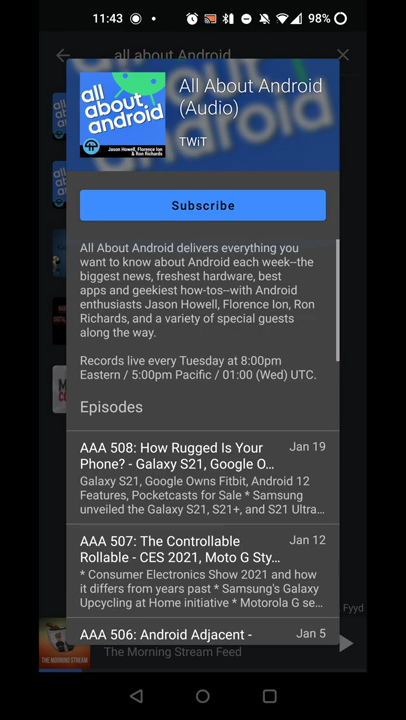 11:43
98%
all about Android
all about android
Jason Howell, Florence Ion & Ron Richards
All About Android
(Audio)
TWiT
Subscribe
All About Android delivers everything you
want to know about Android each week--the
biggest news, freshest hardware, best
apps and geekiest how-tos--with Android
enthusiasts Jason Howell, Florence Ion, Ron
Richards, and a variety of special guests
along the way.
Records live every Tuesday at 8:00pm
Eastern / 5:00pm Pacific / 01:00 (Wed) UTC.
Episodes
AAA 508: How Rugged Is Your Jan 19
Phone? - Galaxy S21, Google O...
Galaxy S21, Google Owns Fitbit, Android 12
Features, Pocketcasts for Sale * Samsung
unveiled the Galaxy S21, S21+, and S21 Ultra...
AAA 507: The Controllable Jan 12
Rollable - CES 2021, Moto G Sty...
* Consumer Electronics Show 2021 and how
it differs from years past * Samsung's Galaxy
Upcycling at Home initiative * Motorola G se...
AAA 506: Android Adjacent - Jan 5
Fyyd
The Morning Stream Feed
THE MORNING STREAM